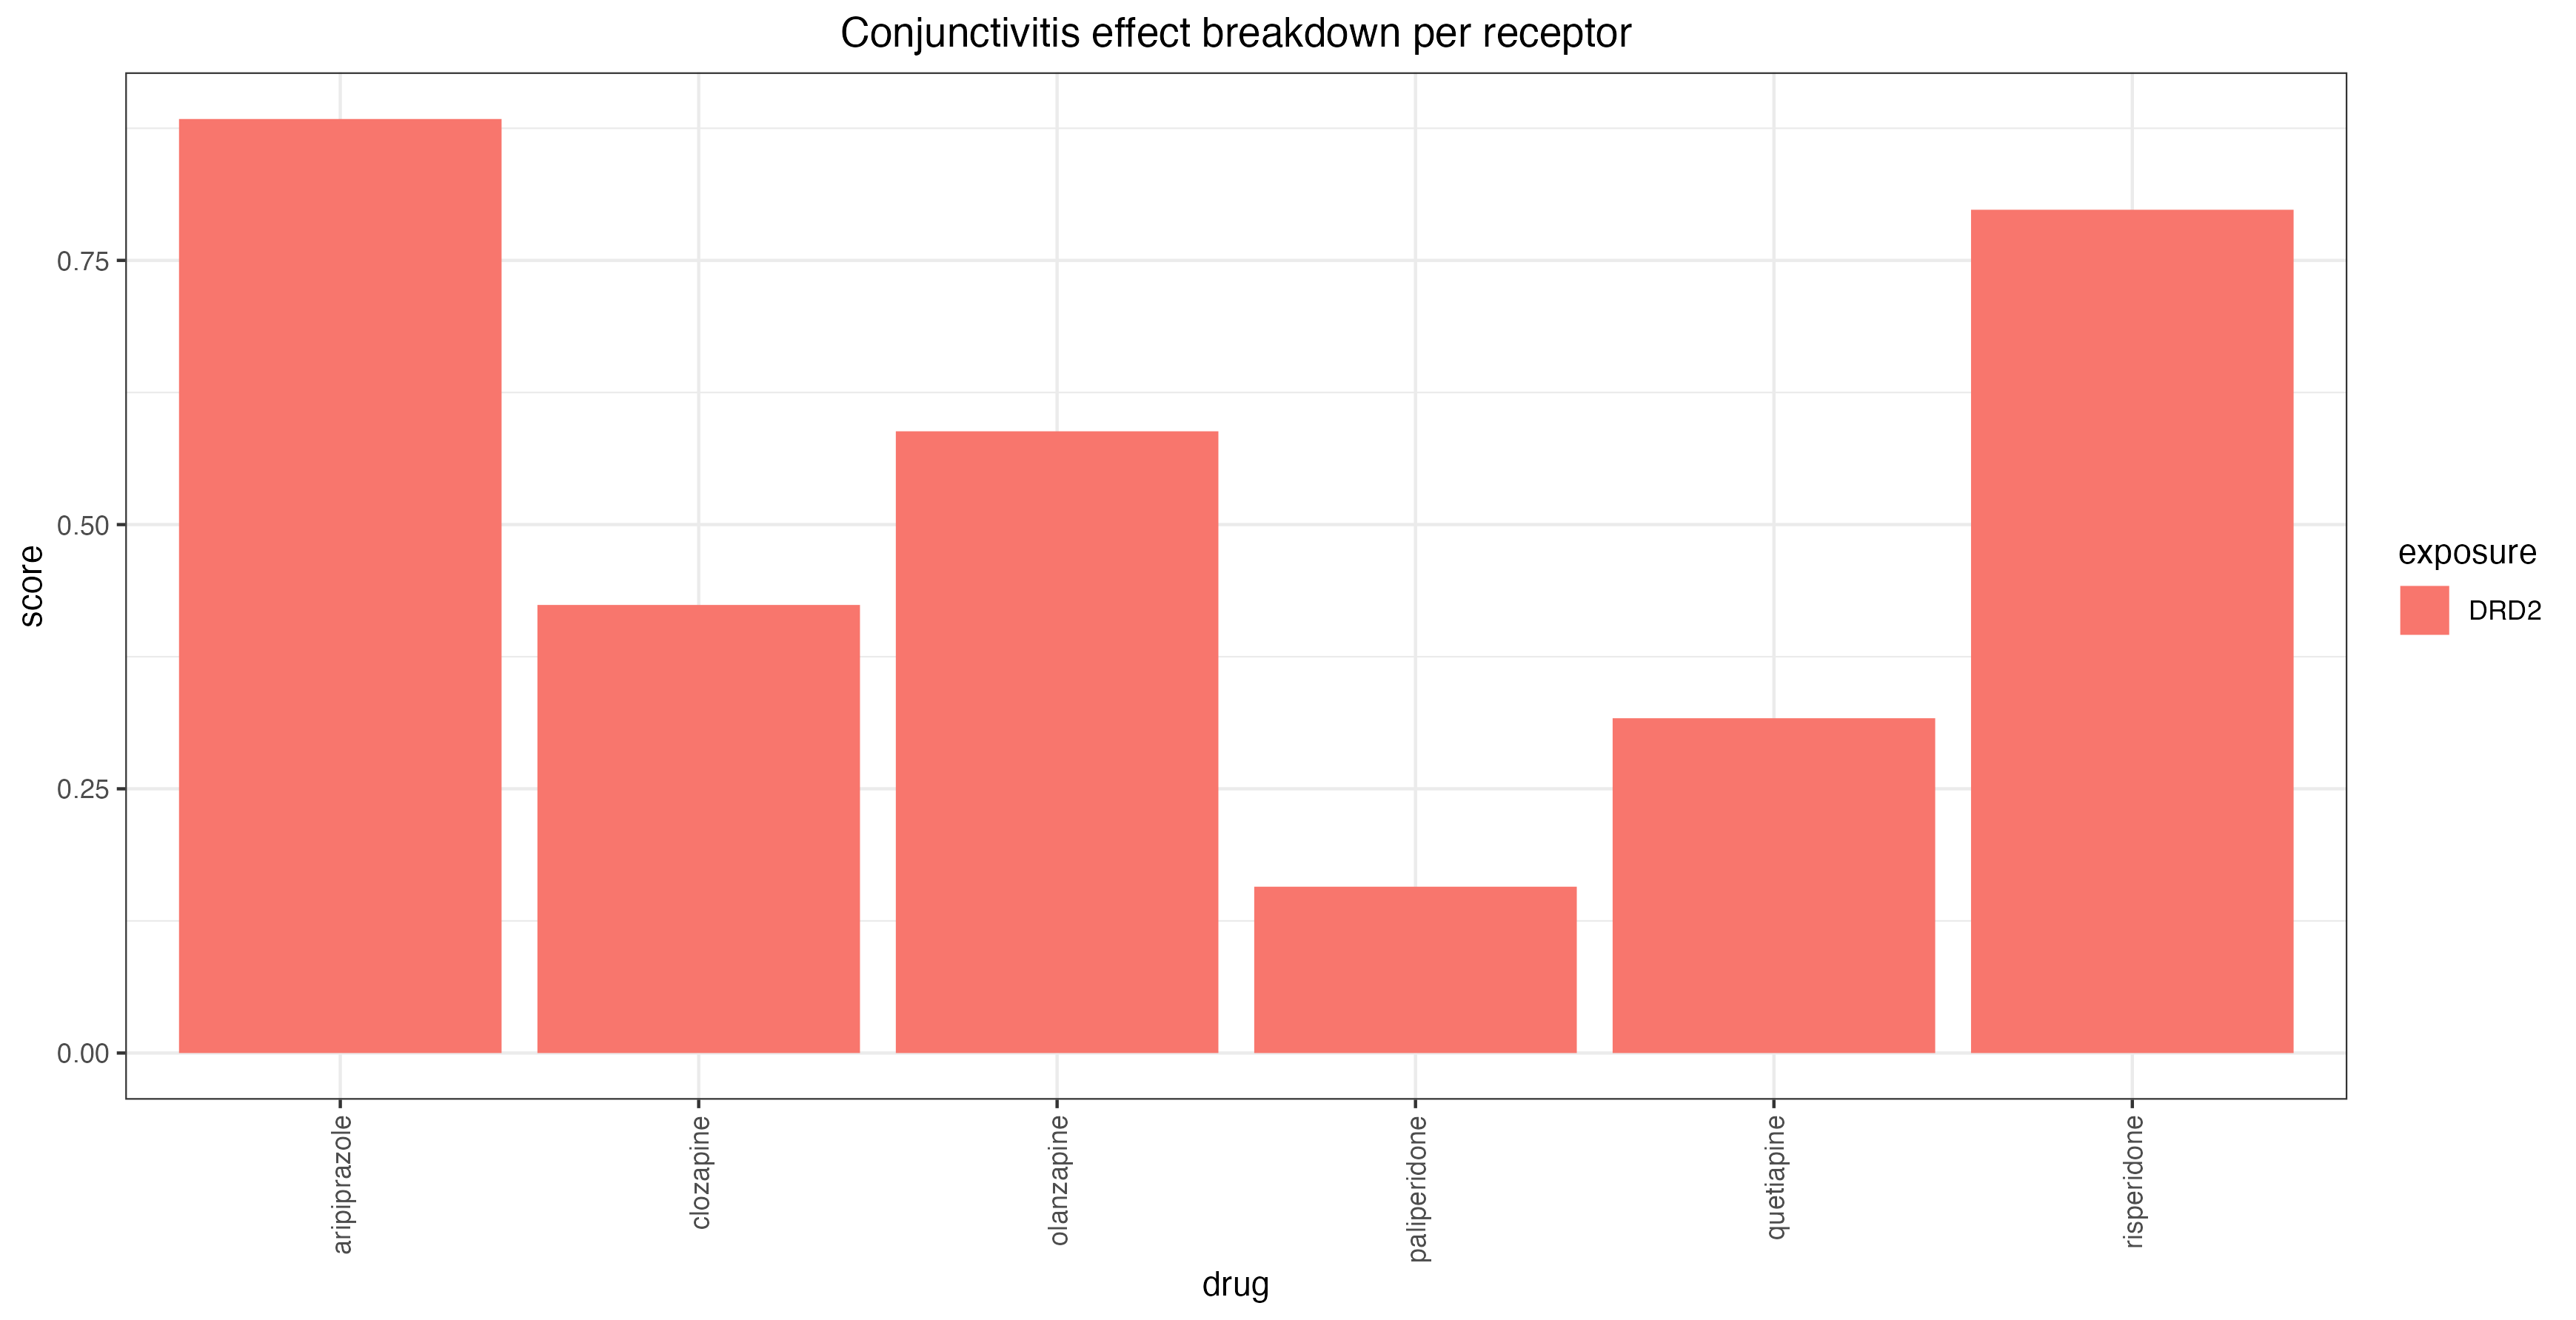 Conjunctivitis effect breakdown per receptor
score
0.75
0.50
0.25
0.00
aripiprazole
clozapine
olanzapine
paliperidone
quetiapine
risperidone
drug
exposure
DRD2